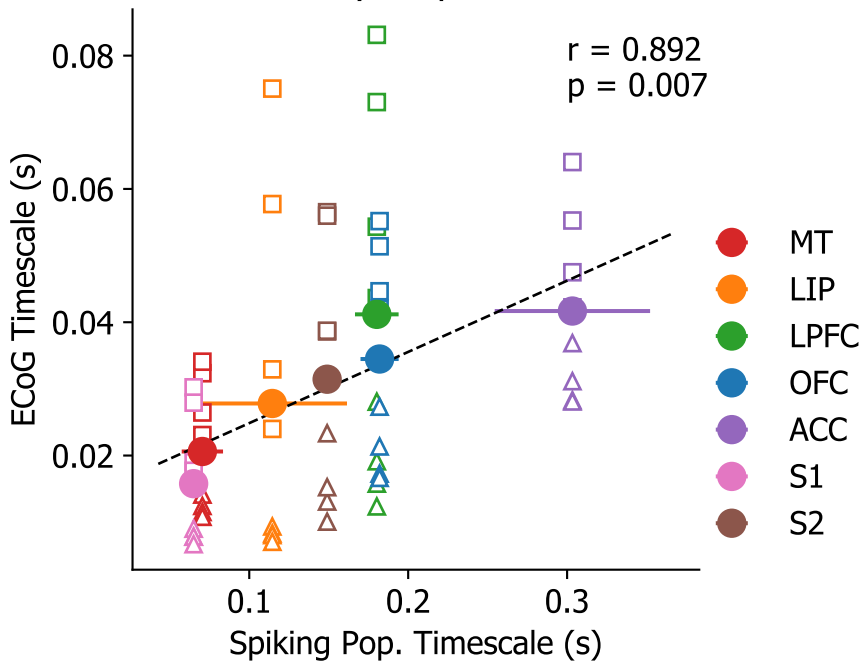 r = 0.892
p = 0.007
0.08
0.06
0.04
0.02
ECoG Timescale (s)
0.1
0.2
0.3
Spiking Pop. Timescale (s)
MT
LIP
LPFC
OFC
ACC
S1
S2